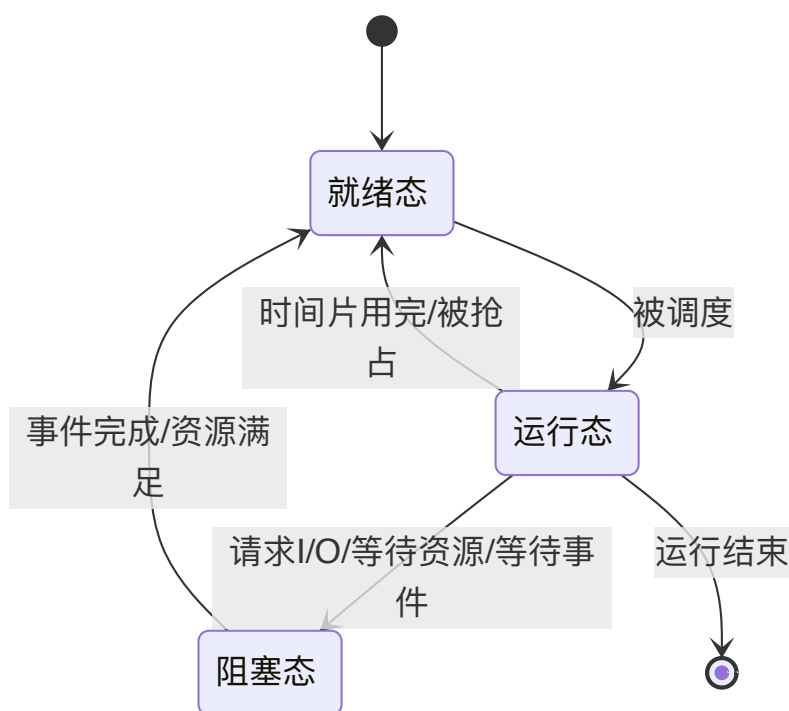 就绪态
时间片用完/被抢
占
被调度
事件完成/资源满
足
运行态
请求I/O/等待资源/等待事
件
运行结束
阻塞态